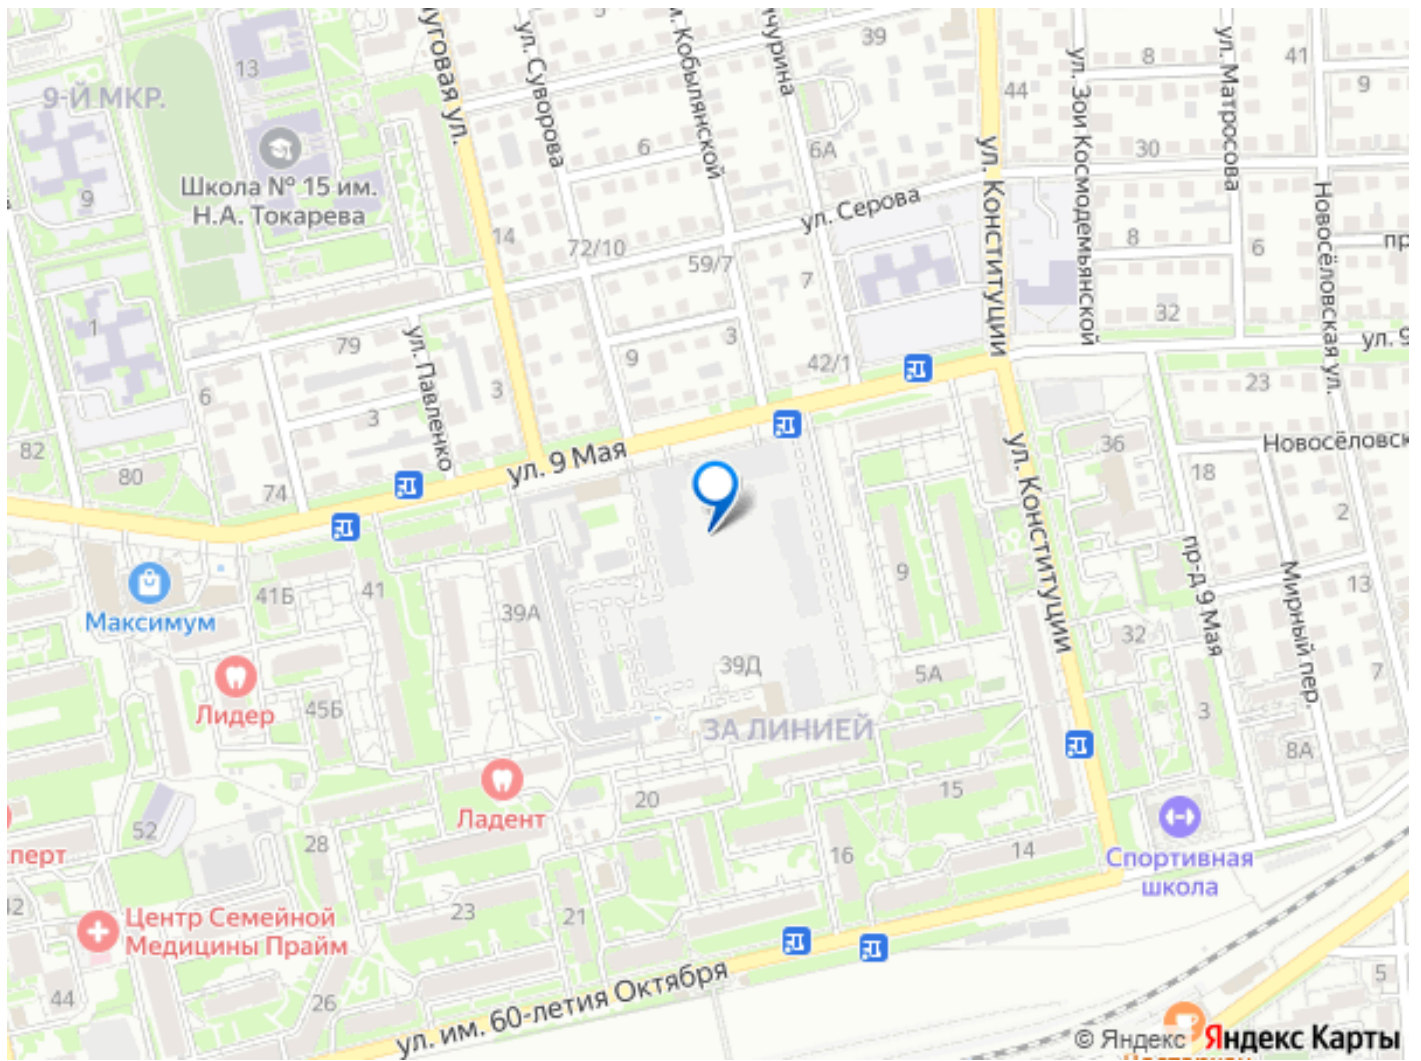 9-Й МКР.
13
Школа № 15 им.
Н.А. Токарева
9
1
ул. Суворова
39
6
6А
44
ул. Конституции
ул. Зои Космодемьянской
8
ул. Матросова
41
9
30
Новосёловская ул.
ул. Серова
14
72/10
59/7
7
8
6
пр
32
79
ул. Павленко
3
9
3
42/1
ул. 9
6
3
23
82
80
74
ул. 9 Мая
ул. Конституции
36
18
Новосёловск
2
Максимум
41Б
41
39А
9
пр-д 9 Мая
Мирный пер.
13
Лидер
45Б
39Д
5А
32
7
ЗА ЛИНИЕЙ
3
8А
Ладент
20
15
52
28
16
14
Спортивная
школа
перт
42
Центр Семейной
Медицины Прайм
23
21
44
26
ул. им. 60-летия Октября
5
© Яндекс Яндекс Карты